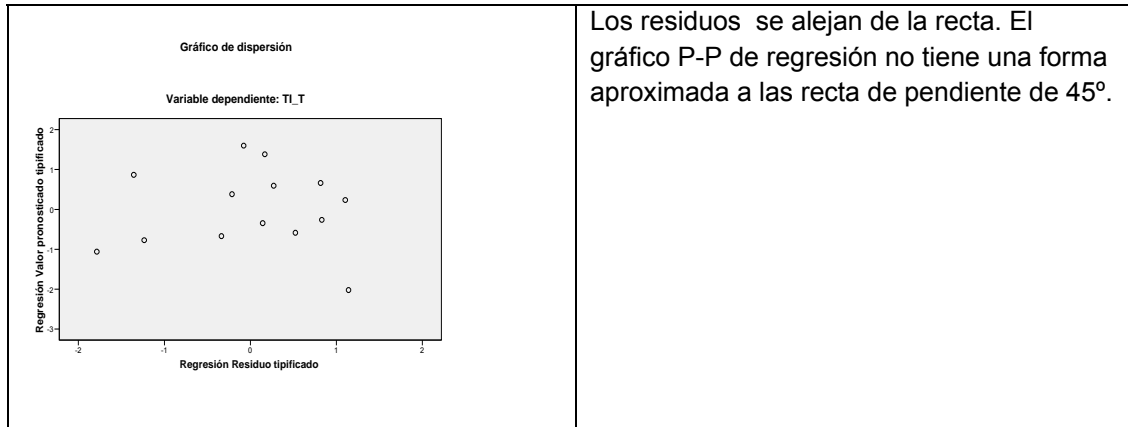 Gráfico de dispersión
Variable dependiente: TI_T
Regresión Valor pronosticado tipificado
2
1
0
-1
-2
-3
-2
-1
0
1
2
Regresión Residuo tipificado
Los residuos se alejan de la recta. El
gráfico P-P de regresión no tiene una forma
aproximada a las recta de pendiente de 45º.